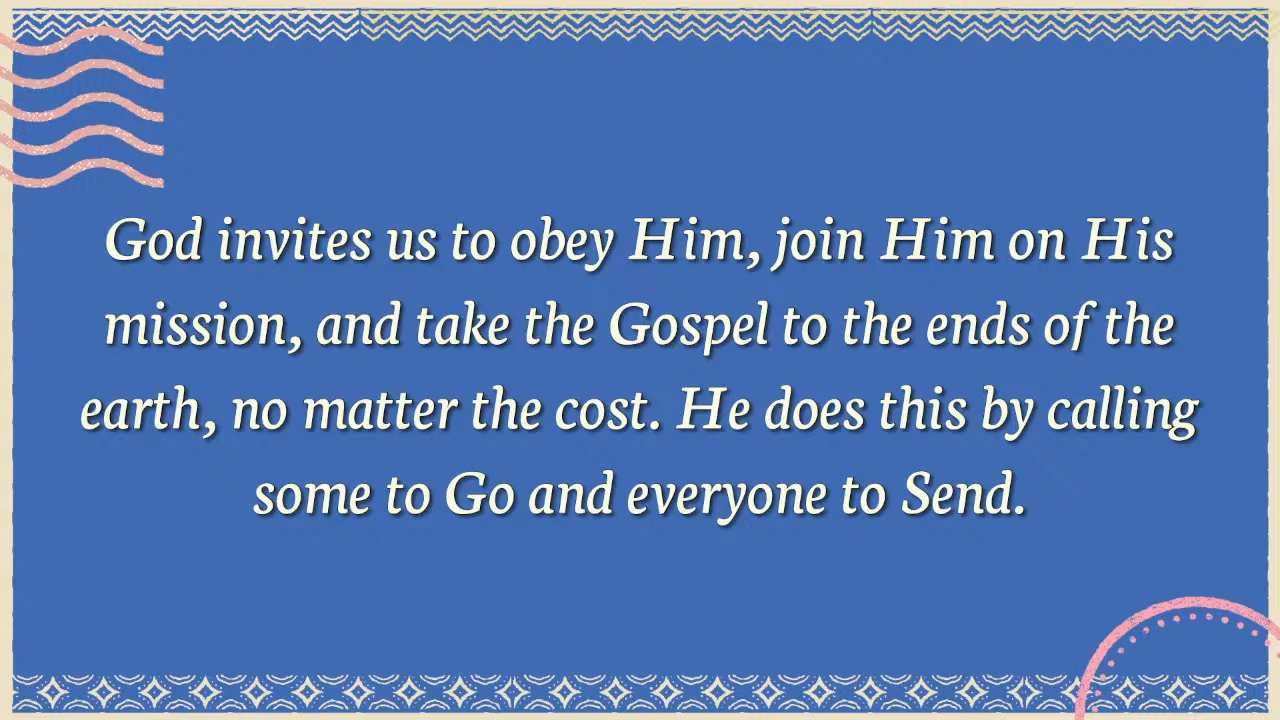 God invites us to obey Him, join Him on His
mission, and take the Gospel to the ends of the
earth, no matter the cost. He does this by calling
some to Go and everyone to Send.